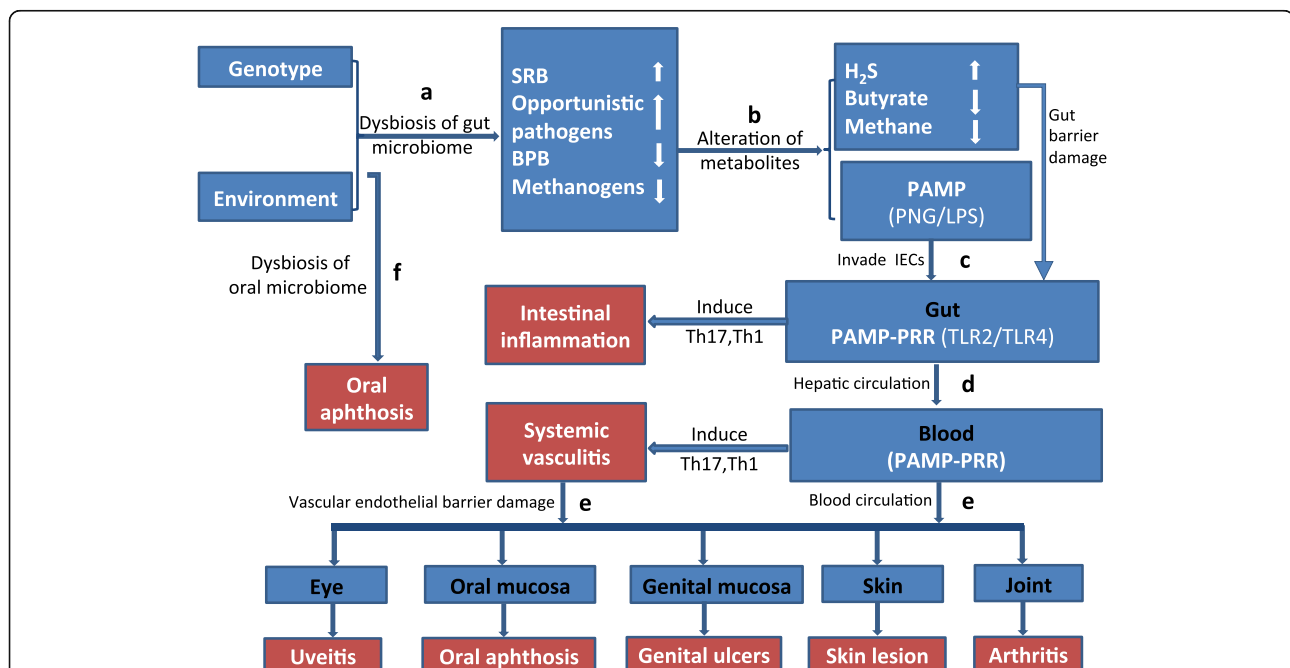 Genotype
Environment
a
Dysbiosis of gut
microbiome
SRB ↑
Opportunistic ↑
pathogens
BPB ↓
Methanogens ↓
b
Alteration of
metabolites
H₂S ↑
Butyrate ↓
Methane ↓
Gut
barrier
damage
PAMP
(PNG/LPS)
Invade IECs c
Dysbiosis of
oral microbiome
f
Oral
aphthosis
Intestinal
inflammation
Induce
Th17,Th1
Gut
PAMP-PRR (TLR2/TLR4)
Hepatic circulation d
Systemic
vasculitis
Induce
Th17,Th1
Blood
(PAMP-PRR)
Vascular endothelial barrier damage e
Blood circulation e
Eye
Oral mucosa
Genital mucosa
Skin
Joint
Uveitis
Oral aphthosis
Genital ulcers
Skin lesion
Arthritis